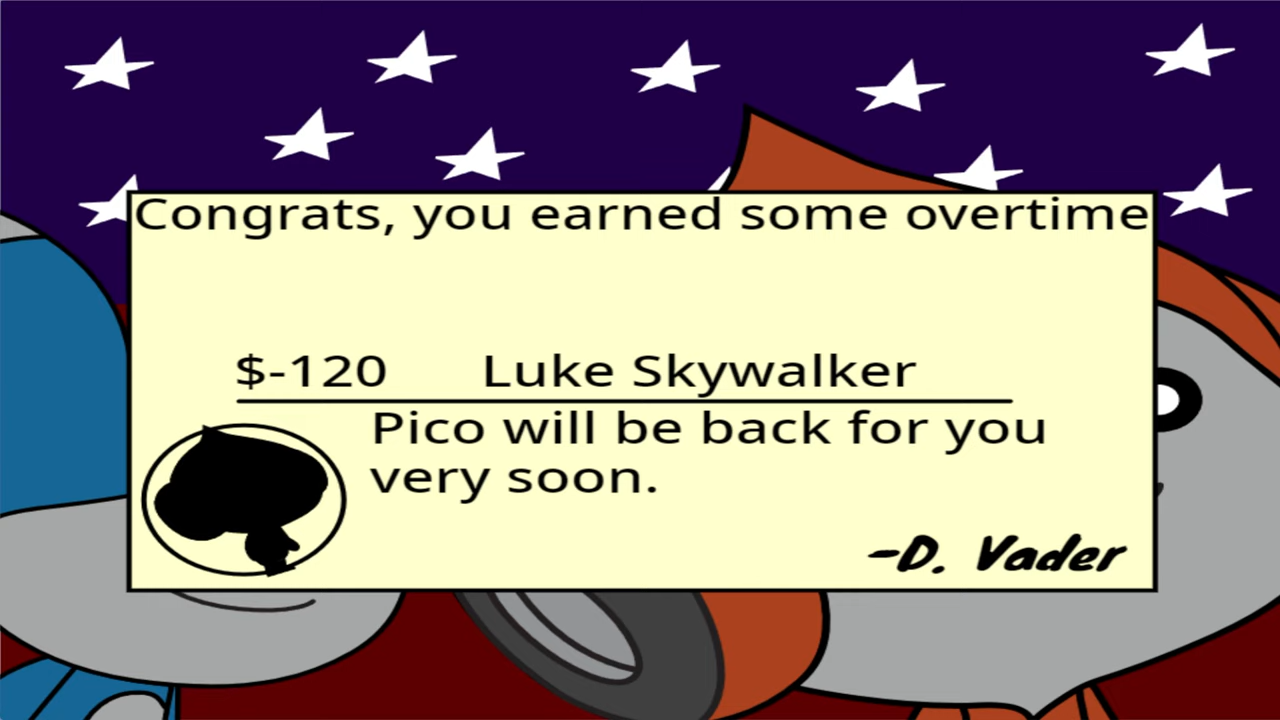 Congrats, you earned some overtime
$-120 Luke Skywalker
Pico will be back for you
very soon.
-D. Vader